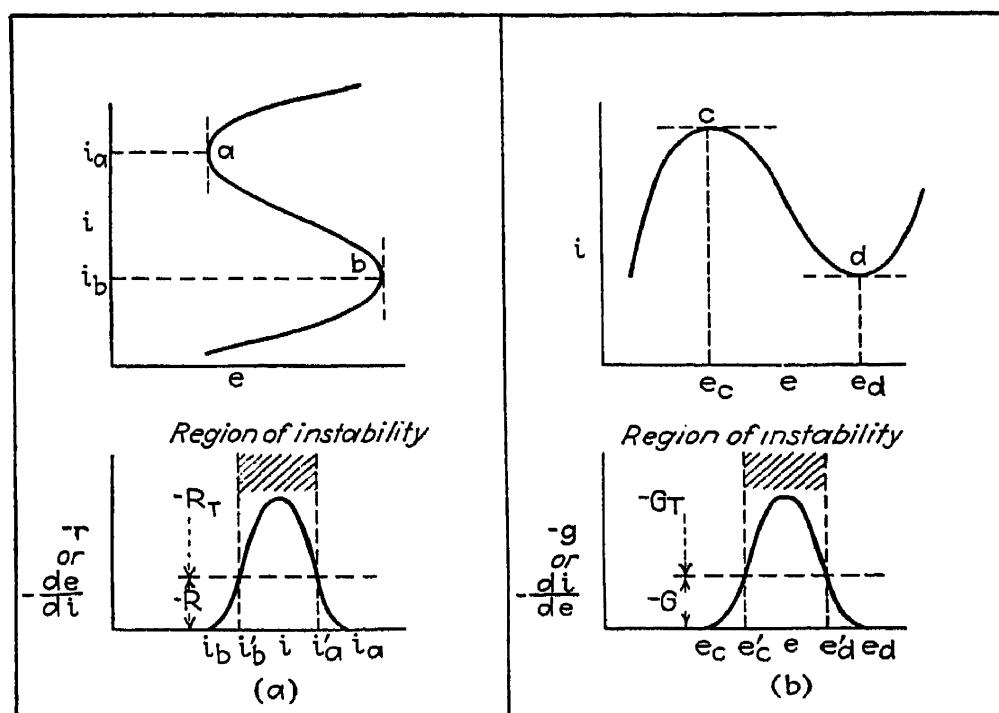 i_a
a
i
b
i_b
e
Region of instability
-R_T
-r
or
-de/di
-R
i_b i'_b i i'_a i_a
(a)
c
i
d
e_c e e_d
Region of instability
-G_T
-g
or
-di/de
-G
e_c e'_c e e'_d e_d
(b)